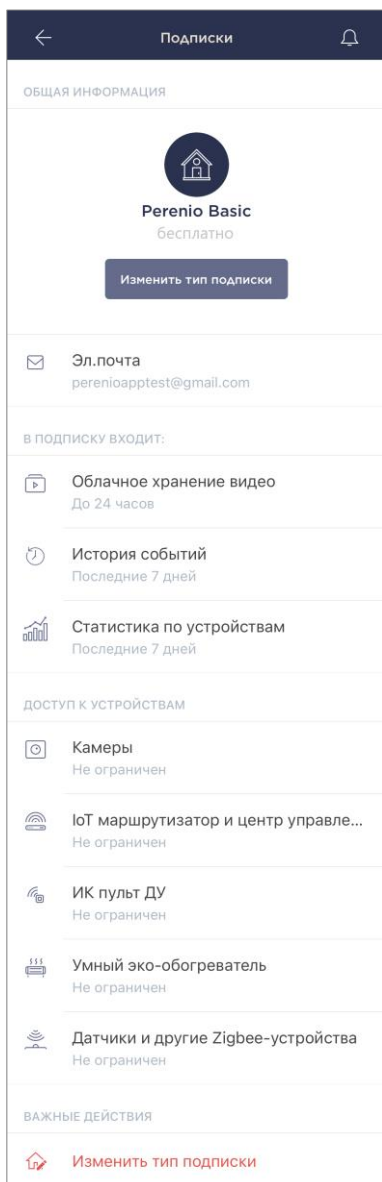 Подписки
ОБЩАЯ ИНФОРМАЦИЯ
Perenio Basic
бесплатно
Изменить тип подписки
Эл.почта
perenioapptest@gmail.com
В ПОДПИСКУ ВХОДИТ:
Облачное хранение видео
До 24 часов
История событий
Последние 7 дней
Статистика по устройствам
Последние 7 дней
ДОСТУП К УСТРОЙСТВАМ
Камеры
Не ограничен
IoT маршрутизатор и центр управле...
Не ограничен
ИК пульт ДУ
Не ограничен
Умный эко-обогреватель
Не ограничен
Датчики и другие Zigbee-устройства
Не ограничен
ВАЖНЫЕ ДЕЙСТВИЯ
Изменить тип подписки